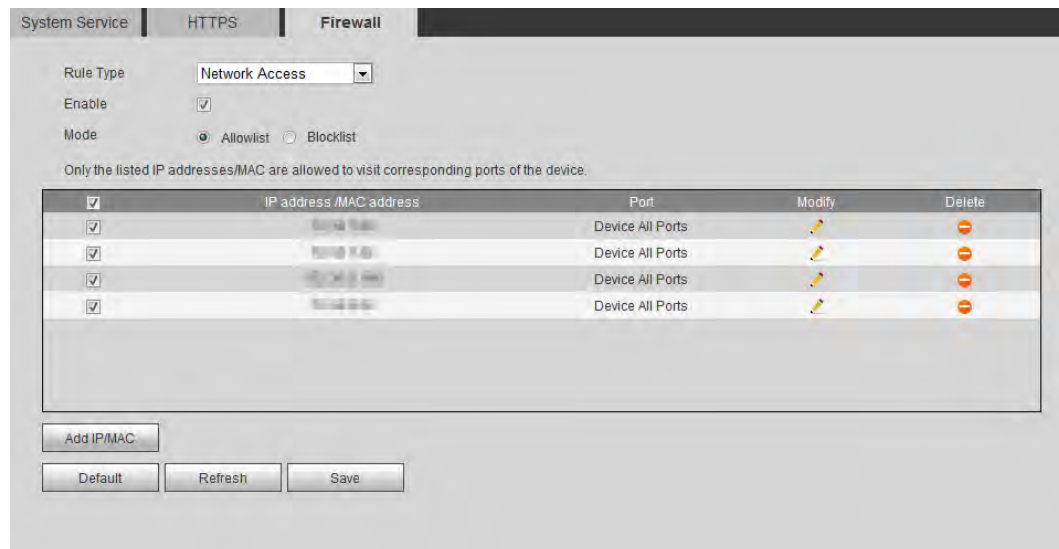 System Service HTTPS Firewall
Rule Type Network Access
Enable
Mode Allowlist Blocklist
Only the listed IP addresses/MAC are allowed to visit corresponding ports of the device.
IP address /MAC address Port Modify Delete
Device All Ports
Device All Ports
Device All Ports
Device All Ports
Add IP/MAC
Default Refresh Save